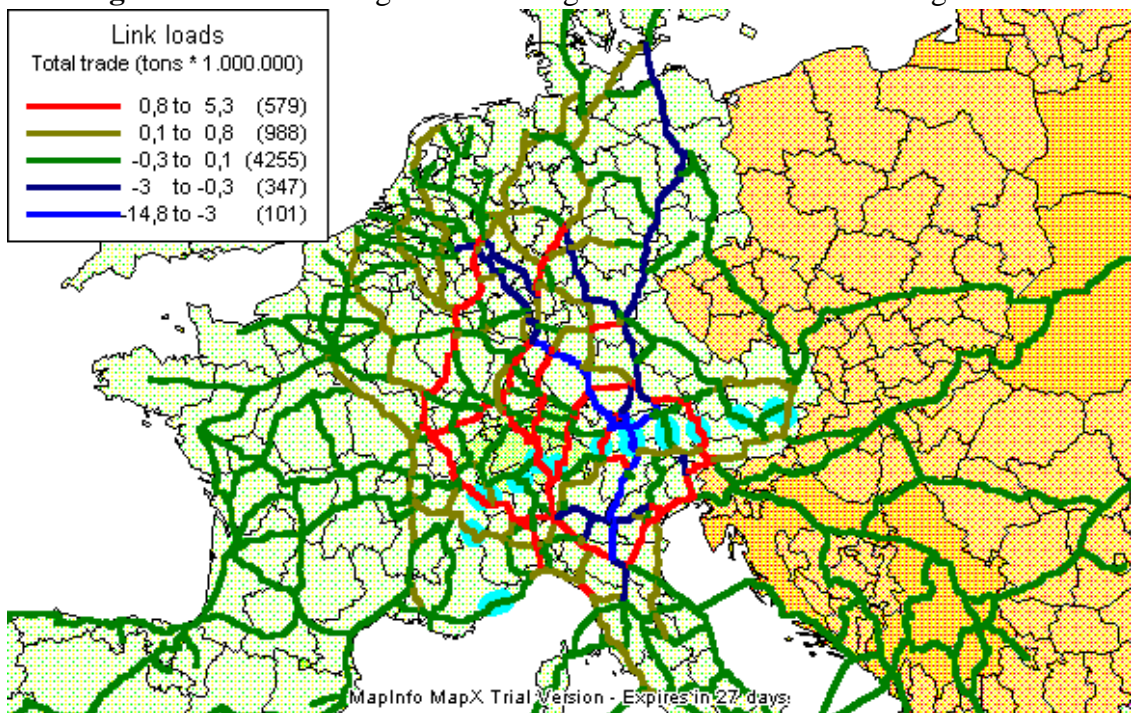 Link loads
Total trade (tons * 1.000.000)
0,8 to 5,3 (579)
0,1 to 0,8 (988)
-0,3 to 0,1 (4255)
-3 to -0,3 (347)
-14,8 to -3 (101)
MapInfo MapX Trial Version - Expires in 27 days